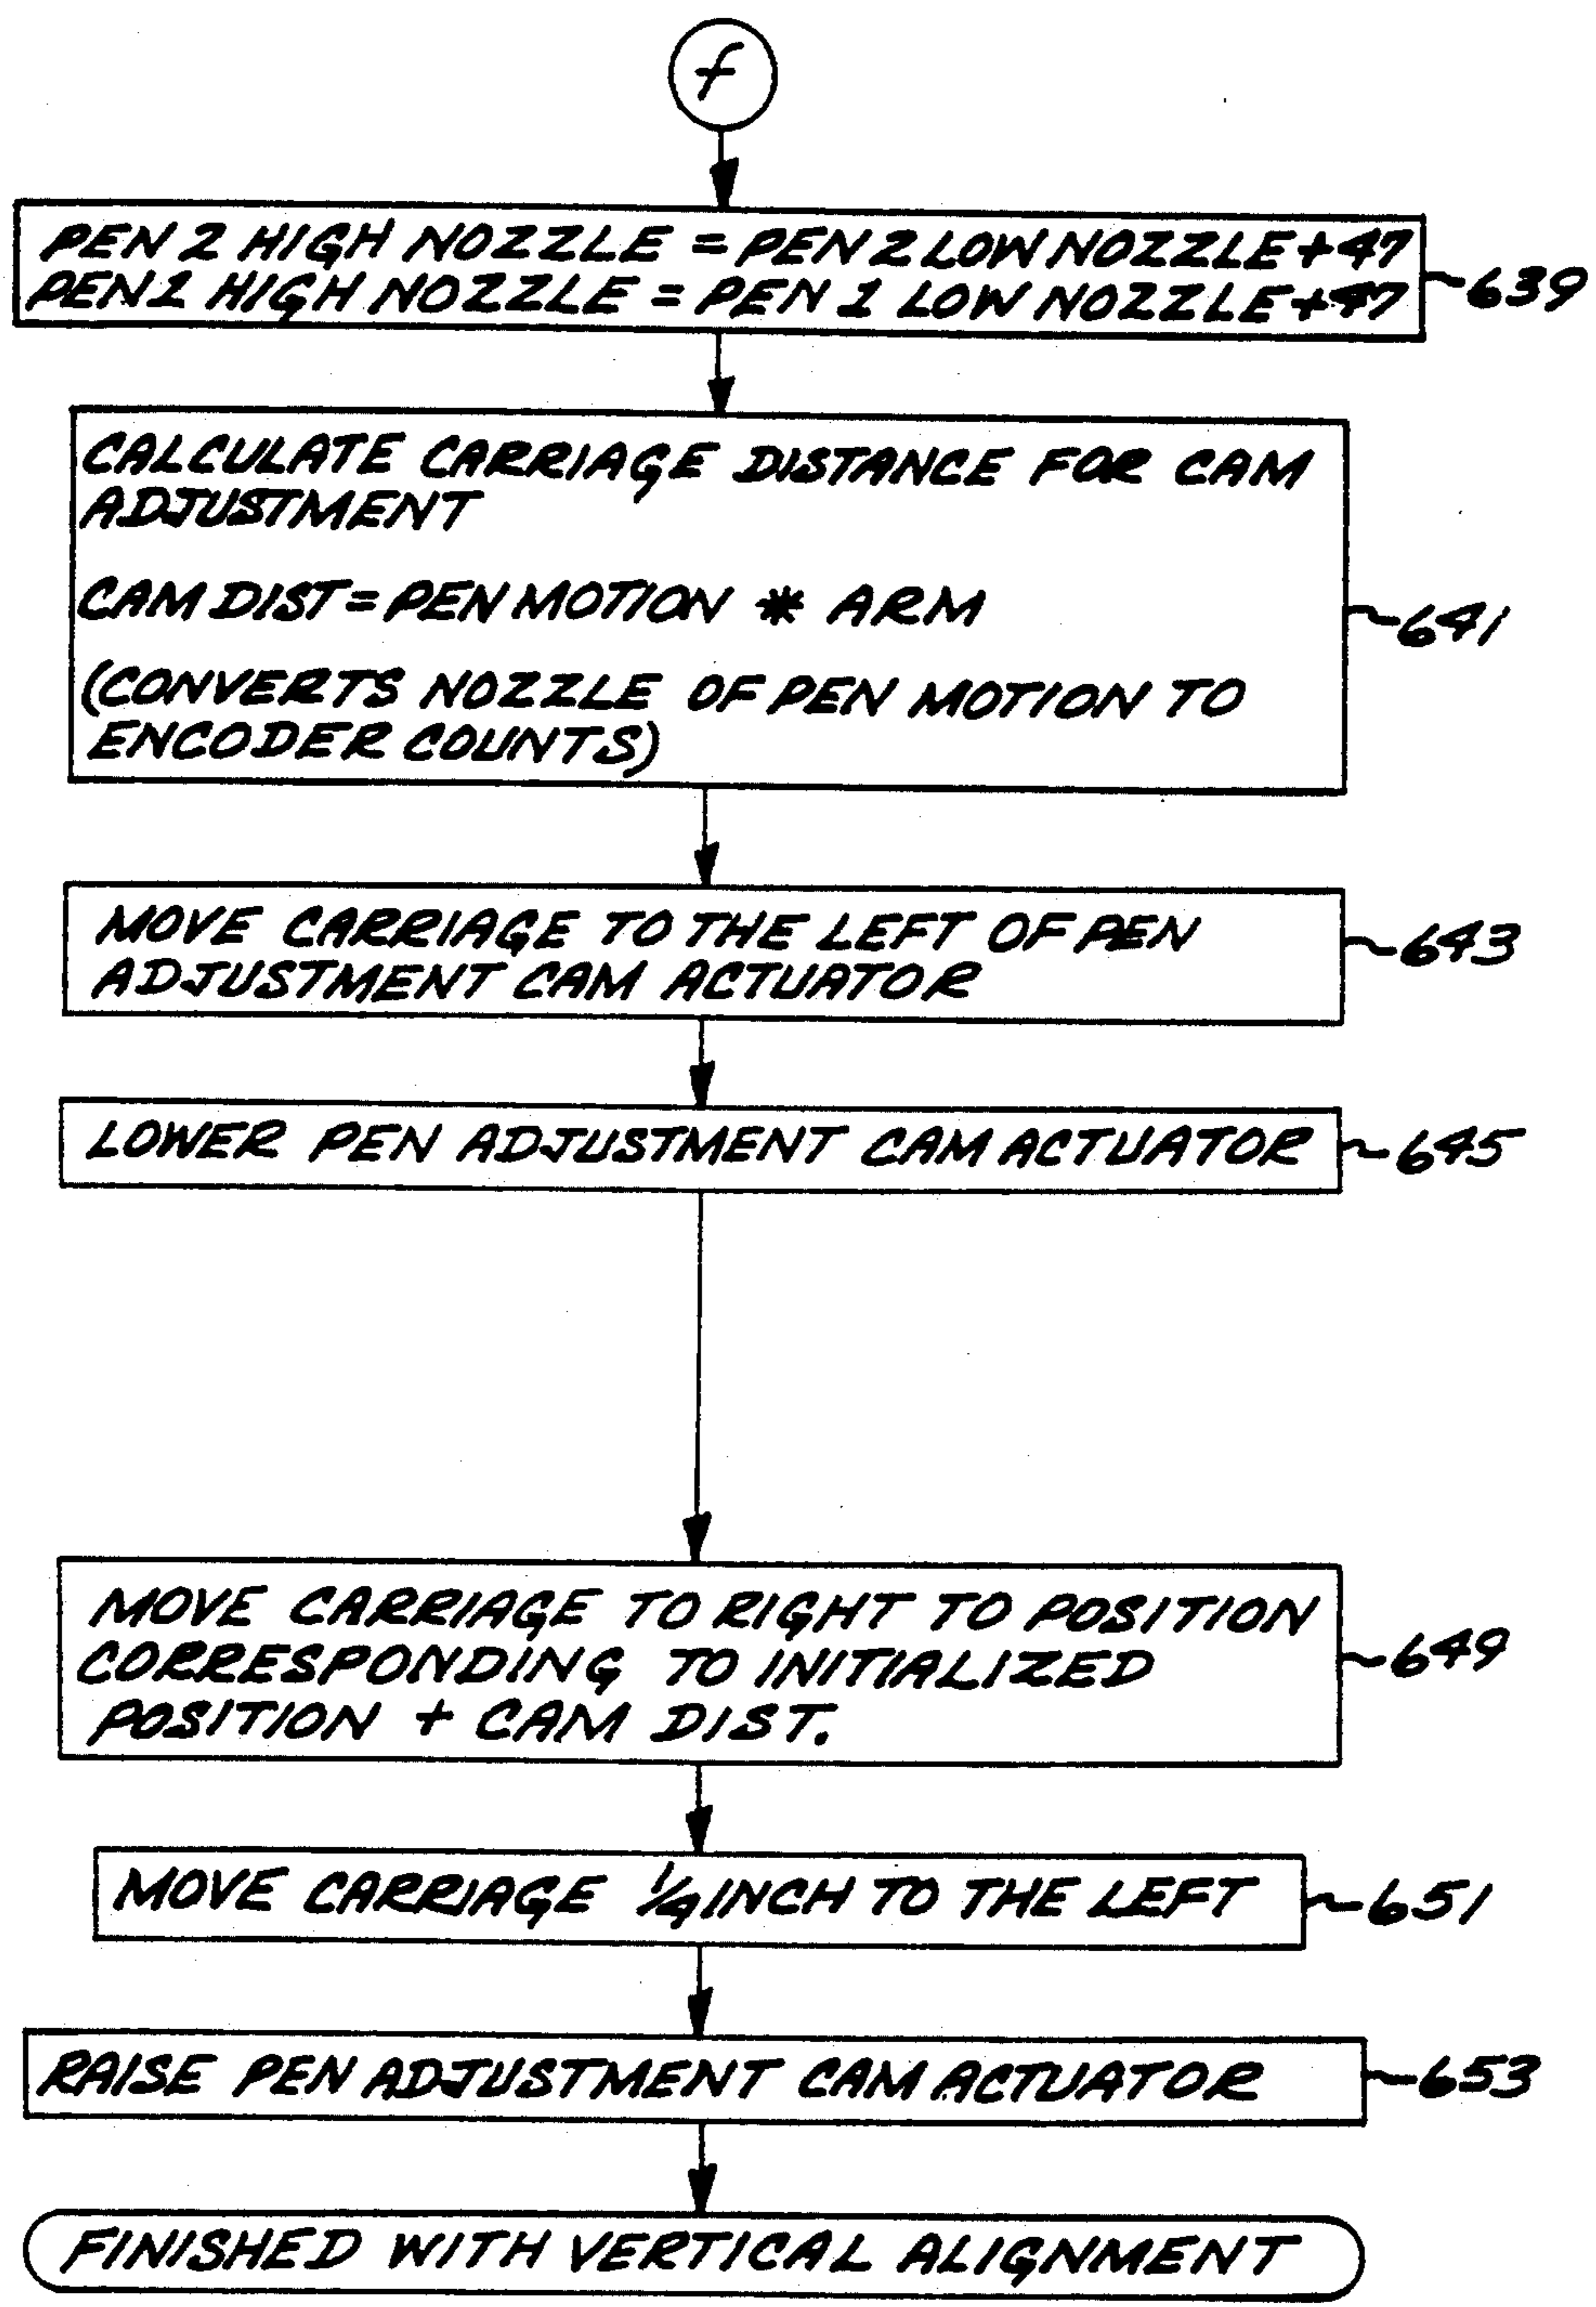 f
PEN 2 HIGH NOZZLE = PEN 2 LOW NOZZLE + 47
PEN 1 HIGH NOZZLE = PEN 1 LOW NOZZLE + 47
639
CALCULATE CARRIAGE DISTANCE FOR CAM
ADJUSTMENT
CAM DIST = PEN MOTION * ARM
(CONVERTS NOZZLE OF PEN MOTION TO
ENCODER COUNTS)
641
MOVE CARRIAGE TO THE LEFT OF PEN
ADJUSTMENT CAM ACTUATOR
643
LOWER PEN ADJUSTMENT CAM ACTUATOR
645
MOVE CARRIAGE TO RIGHT TO POSITION
CORRESPONDING TO INITIALIZED
POSITION + CAM DIST.
649
MOVE CARRIAGE 1/4 INCH TO THE LEFT
651
RAISE PEN ADJUSTMENT CAM ACTUATOR
653
FINISHED WITH VERTICAL ALIGNMENT